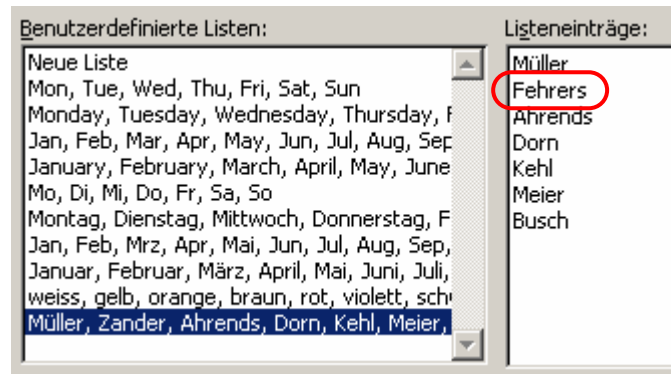 Benutzerdefinierte Listen:
Neue Liste
Mon, Tue, Wed, Thu, Fri, Sat, Sun
Monday, Tuesday, Wednesday, Thursday, F
Jan, Feb, Mar, Apr, May, Jun, Jul, Aug, Sep
January, February, March, April, May, June
Mo, Di, Mi, Do, Fr, Sa, So
Montag, Dienstag, Mittwoch, Donnerstag, F
Jan, Feb, Mrz, Apr, Mai, Jun, Jul, Aug, Sep,
Januar, Februar, März, April, Mai, Juni, Juli,
weiss, gelb, orange, braun, rot, violett, sch
Müller, Zander, Ahrends, Dorn, Kehl, Meier,
Listeneinträge:
Müller
Fehrers
Ahrends
Dorn
Kehl
Meier
Busch